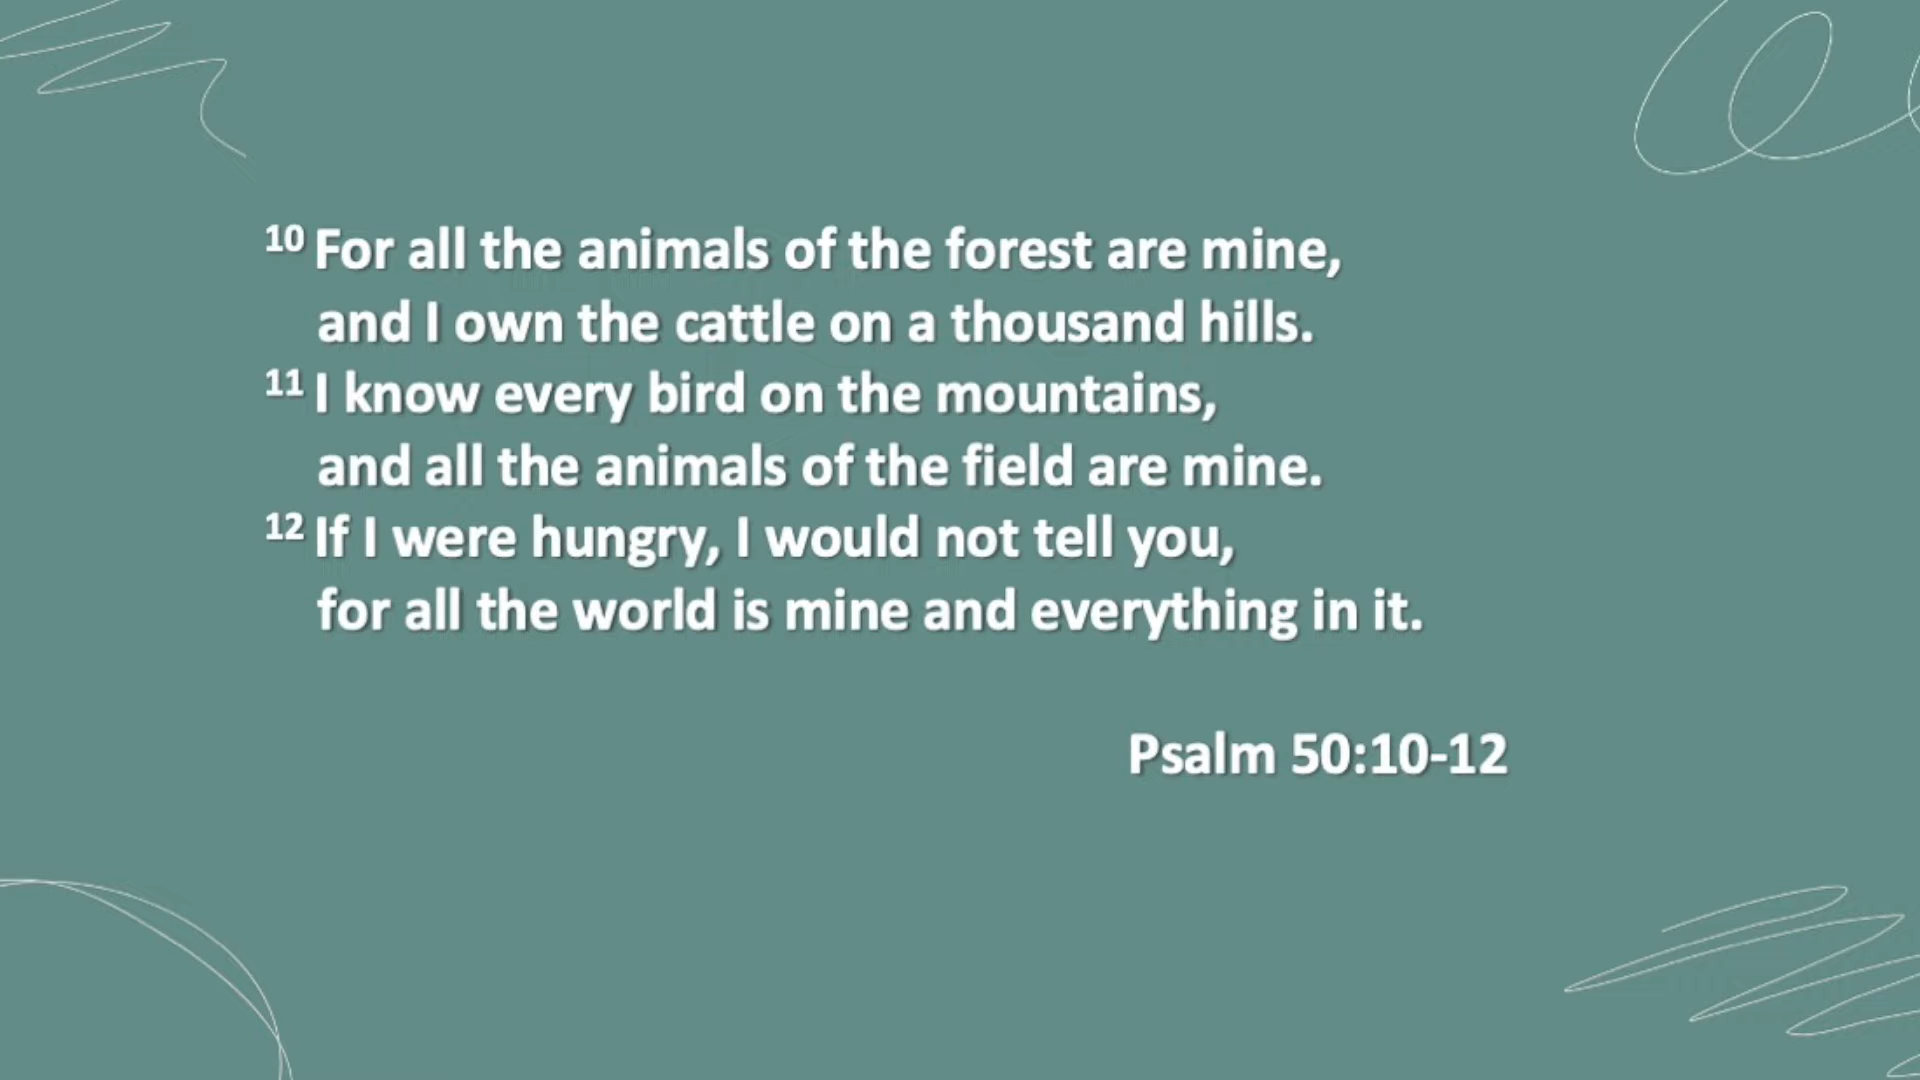 10 For all the animals of the forest are mine,
and I own the cattle on a thousand hills.
11 I know every bird on the mountains,
and all the animals of the field are mine.
12 If I were hungry, I would not tell you,
for all the world is mine and everything in it.
Psalm 50:10-12